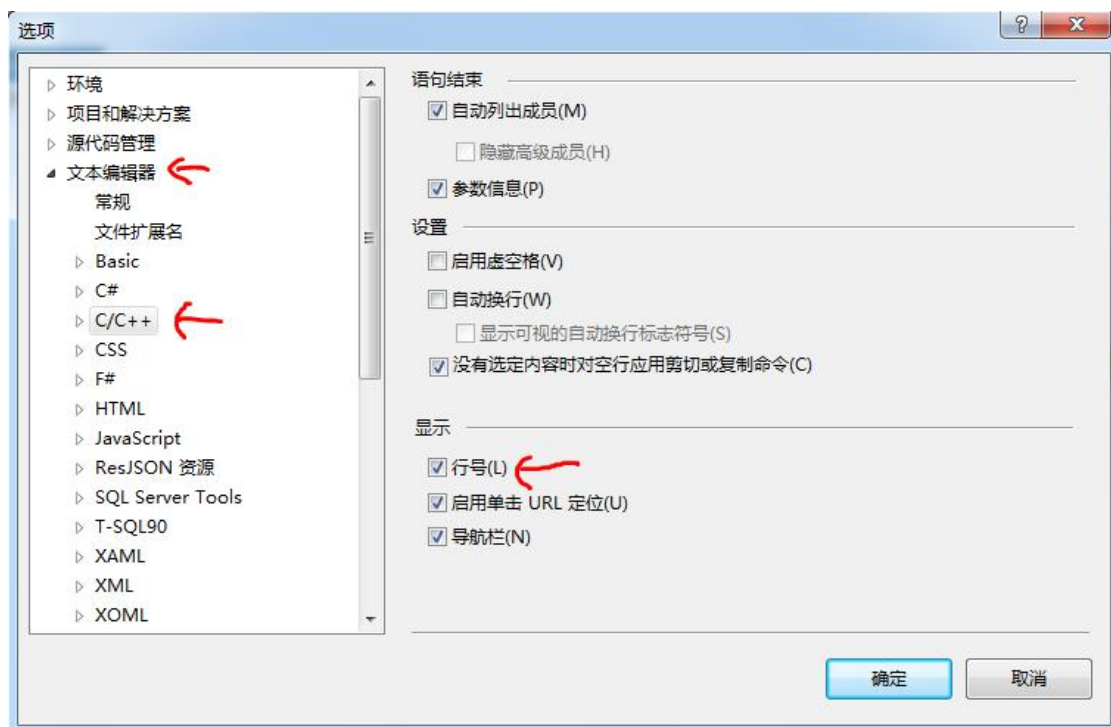 选项
环境
项目和解决方案
源代码管理
文本编辑器
常规
文件扩展名
Basic
C#
C/C++
CSS
F#
HTML
JavaScript
ResJSON 资源
SQL Server Tools
T-SQL90
XAML
XML
XOML
语句结束
自动列出成员(M)
隐藏高级成员(H)
参数信息(P)
设置
启用虚空格(V)
自动换行(W)
显示可视的自动换行标志符号(S)
没有选定内容时对空行应用剪切或复制命令(C)
显示
行号(L)
启用单击 URL 定位(U)
导航栏(N)
确定
取消